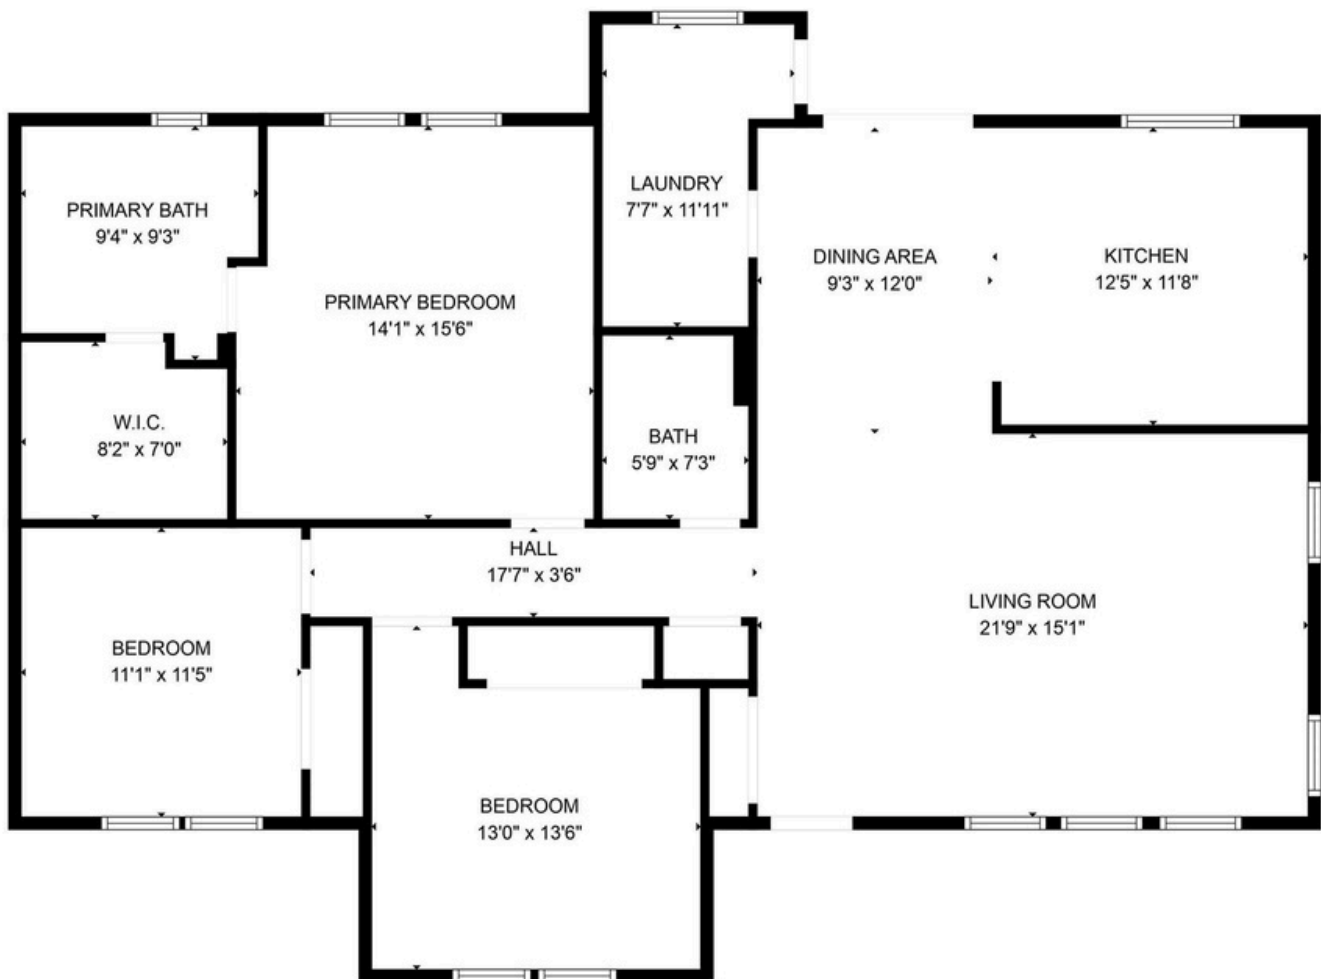 LAUNDRY
7'7" x 11'11"
PRIMARY BATH
9'4" x 9'3"
DINING AREA
9'3" x 12'0"
KITCHEN
12'5" x 11'8"
PRIMARY BEDROOM
14'1" x 15'6"
W.I.C.
8'2" x 7'0"
BATH
5'9" x 7'3"
HALL
17'7" x 3'6"
LIVING ROOM
21'9" x 15'1"
BEDROOM
11'1" x 11'5"
BEDROOM
13'0" x 13'6"